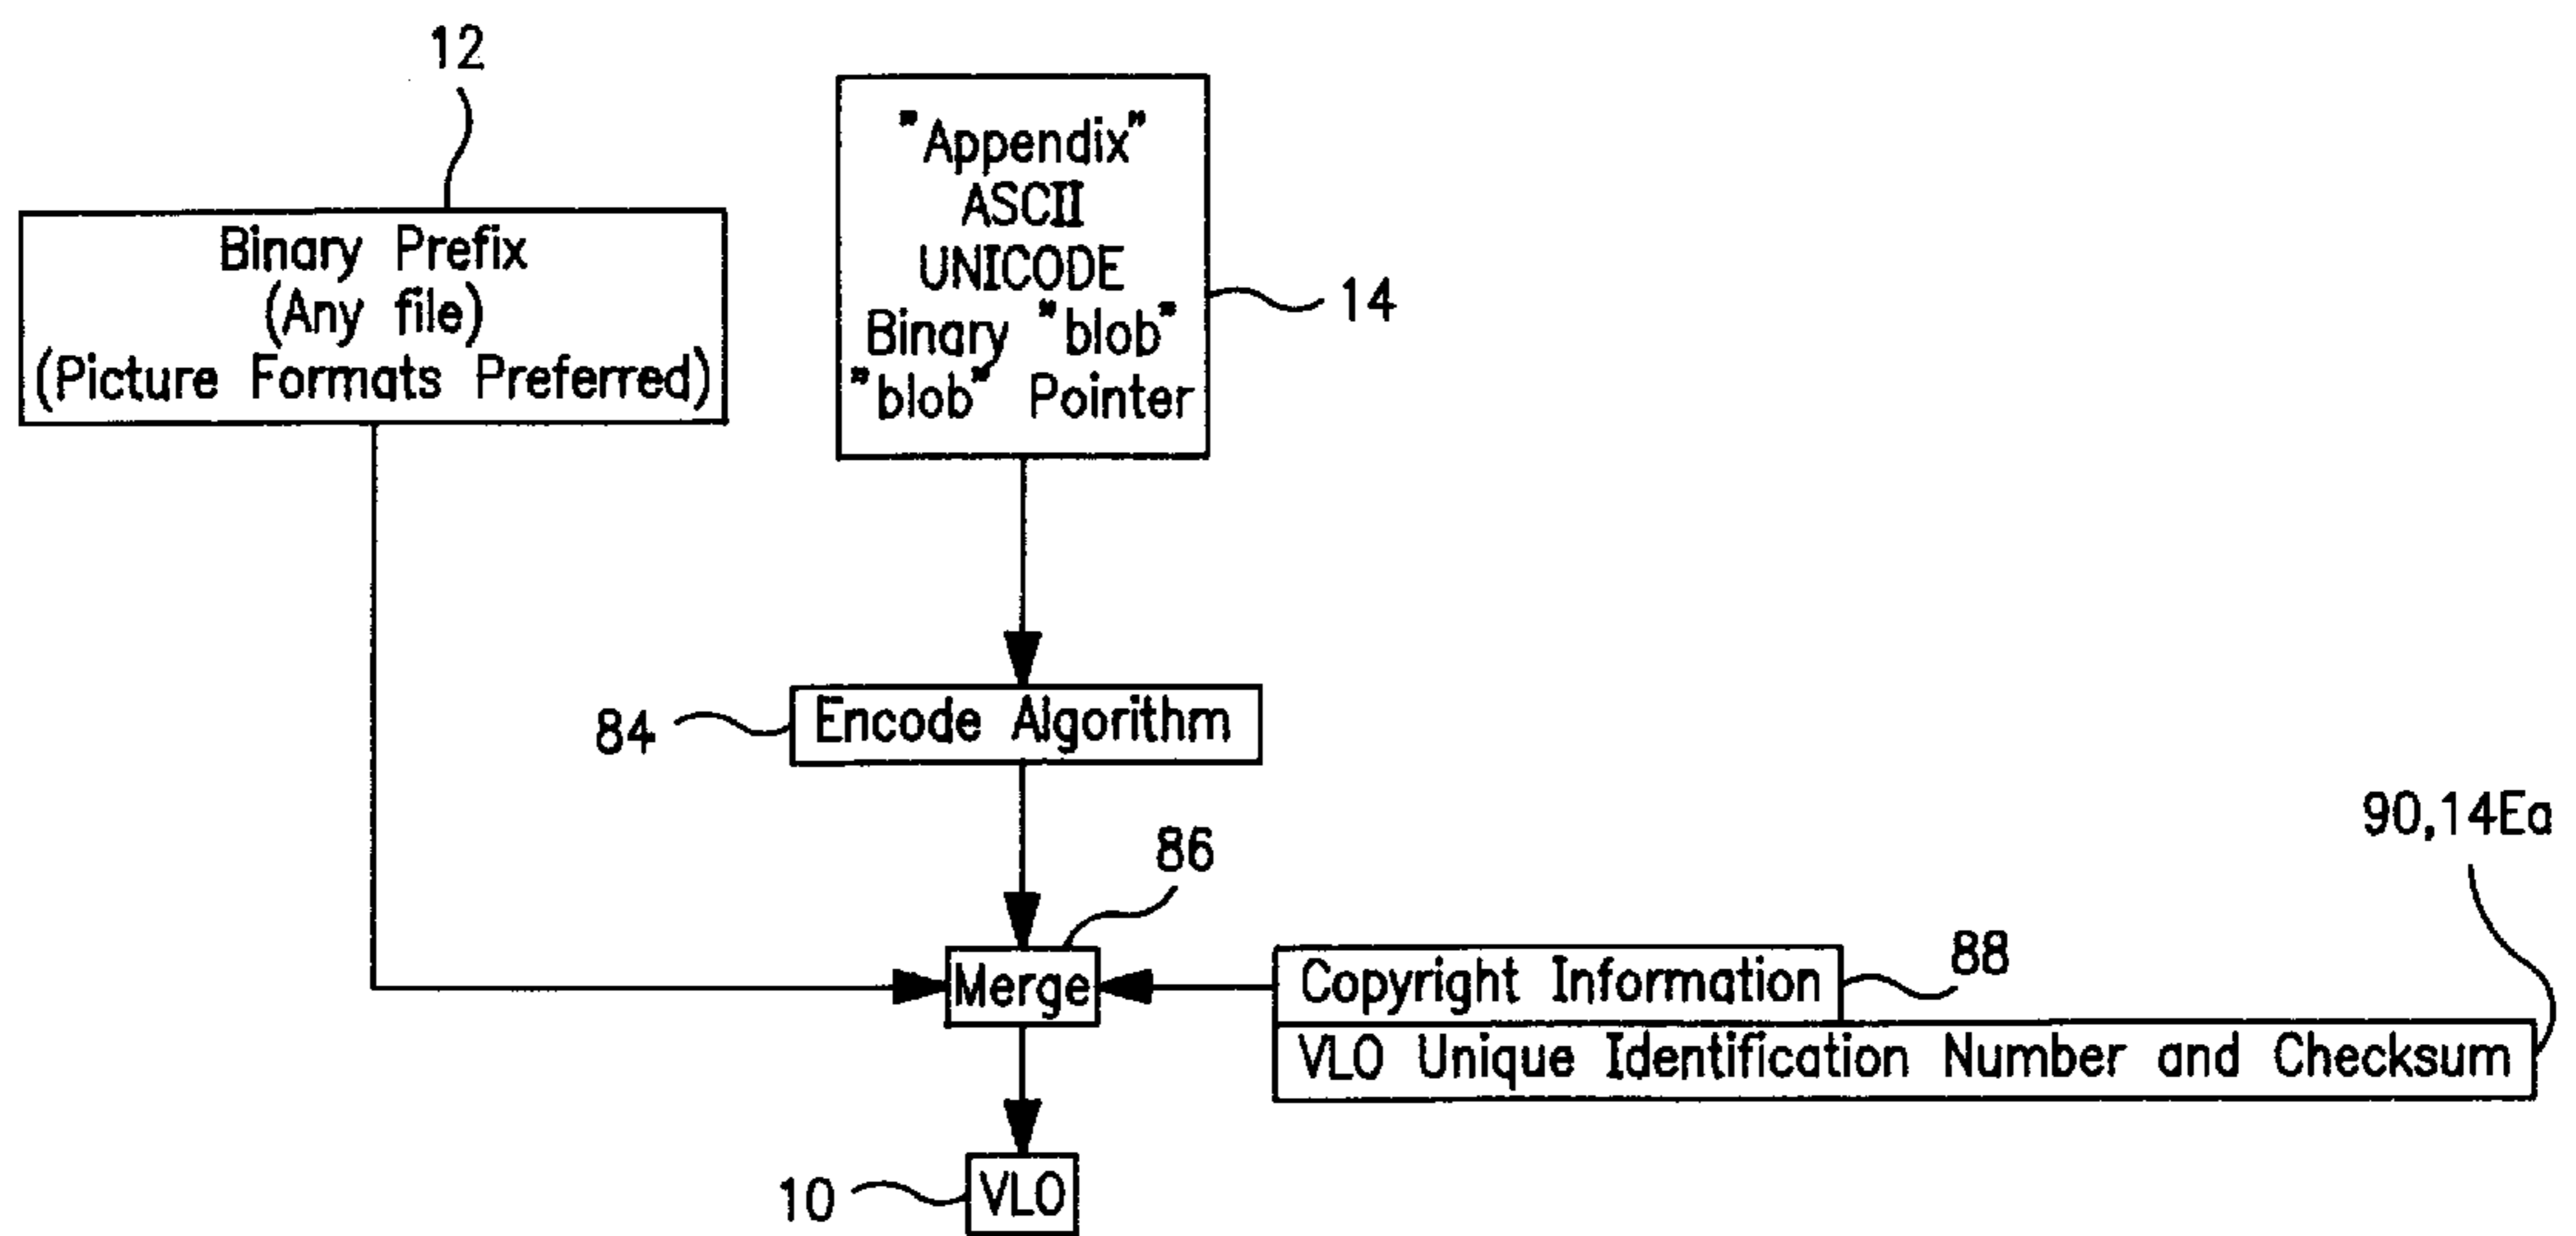 12
Binary Prefix
(Any file)
(Picture Formats Preferred)
"Appendix"
ASCII
UNICODE
Binary "blob"
"blob" Pointer
14
84
Encode Algorithm
86
Merge
90,14Ea
Copyright Information
88
VLO Unique Identification Number and Checksum
10
VLO